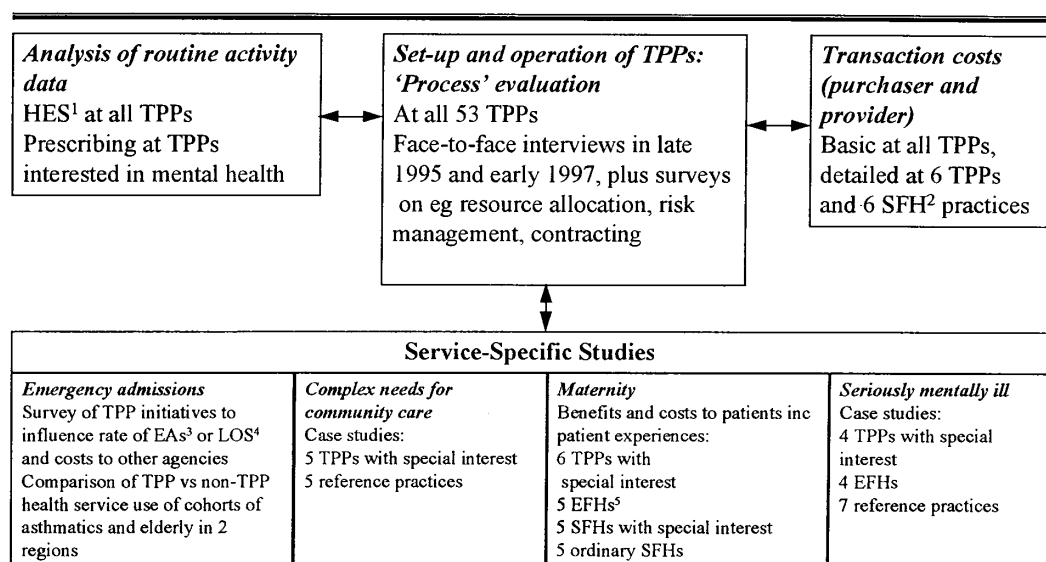 Analysis of routine activity
data
HES¹ at all TPPs
Prescribing at TPPs
interested in mental health
Set-up and operation of TPPs:
‘Process’ evaluation
At all 53 TPPs
Face-to-face interviews in late
1995 and early 1997, plus surveys
on eg resource allocation, risk
management, contracting
Transaction costs
(purchaser and
provider)
Basic at all TPPs,
detailed at 6 TPPs
and 6 SFH² practices
Service-Specific Studies
Emergency admissions
Survey of TPP initiatives to
influence rate of EAs³ or LOS⁴
and costs to other agencies
Comparison of TPP vs non-TPP
health service use of cohorts of
asthmatics and elderly in 2
regions
Complex needs for
community care
Case studies:
5 TPPs with special interest
5 reference practices
Maternity
Benefits and costs to patients inc
patient experiences:
6 TPPs with
special interest
5 EFHs⁵
5 SFHs with special interest
5 ordinary SFHs
Seriously mentally ill
Case studies:
4 TPPs with special
interest
4 EFHs
7 reference practices